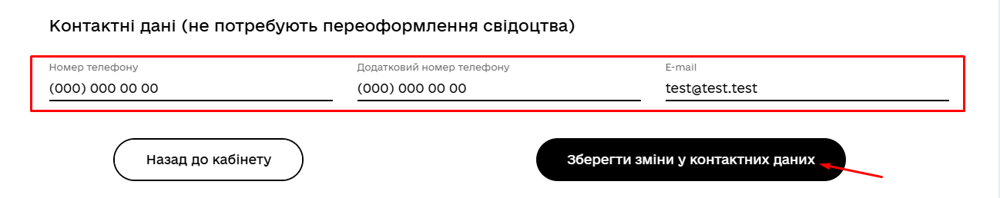 Контактні дані (не потребують переоформлення свідоцтва)
Номер телефону Додатковий номер телефону E-mail
(000) 000 00 00 (000) 000 00 00 test@test.test
Назад до кабінету Зберегти зміни у контактних даних